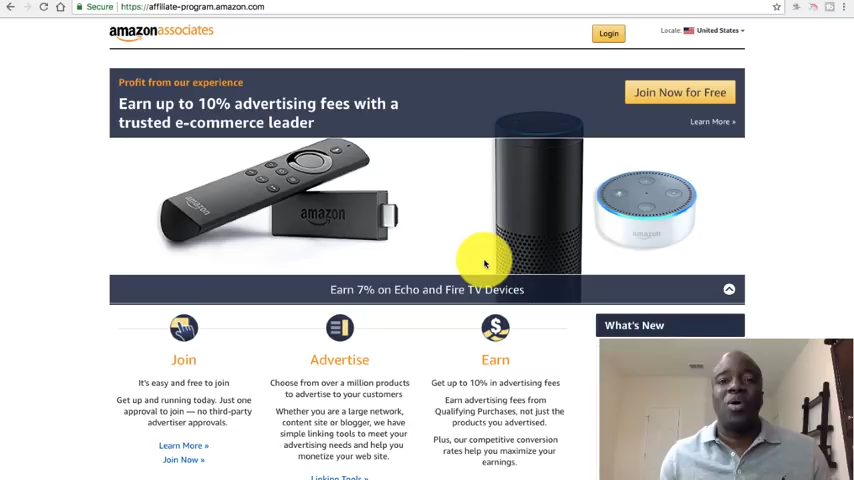 Secure
https://affiliate-program.amazon.com
amazonassociates
Login
Locale:
United States
Profit from our experience
Earn up to 10% advertising fees with a
trusted e-commerce leader
Join Now for Free
Learn More »
amazon
amazon
amazon
Earn 7% on Echo and Fire TV Devices
What's New
Join
It's easy and free to join
Get up and running today. Just one
approval to join — no third-party
advertiser approvals.
Learn More »
Join Now »
Advertise
Choose from over a million products
to advertise to your customers
Whether you are a large network,
content site or blogger, we have
simple linking tools to meet your
advertising needs and help you
monetize your web site.
Linking Tools »
Earn
Get up to 10% in advertising fees
Earn advertising fees from
Qualifying Purchases, not just the
products you advertised.
Plus, our competitive conversion
rates help you maximize your
earnings.